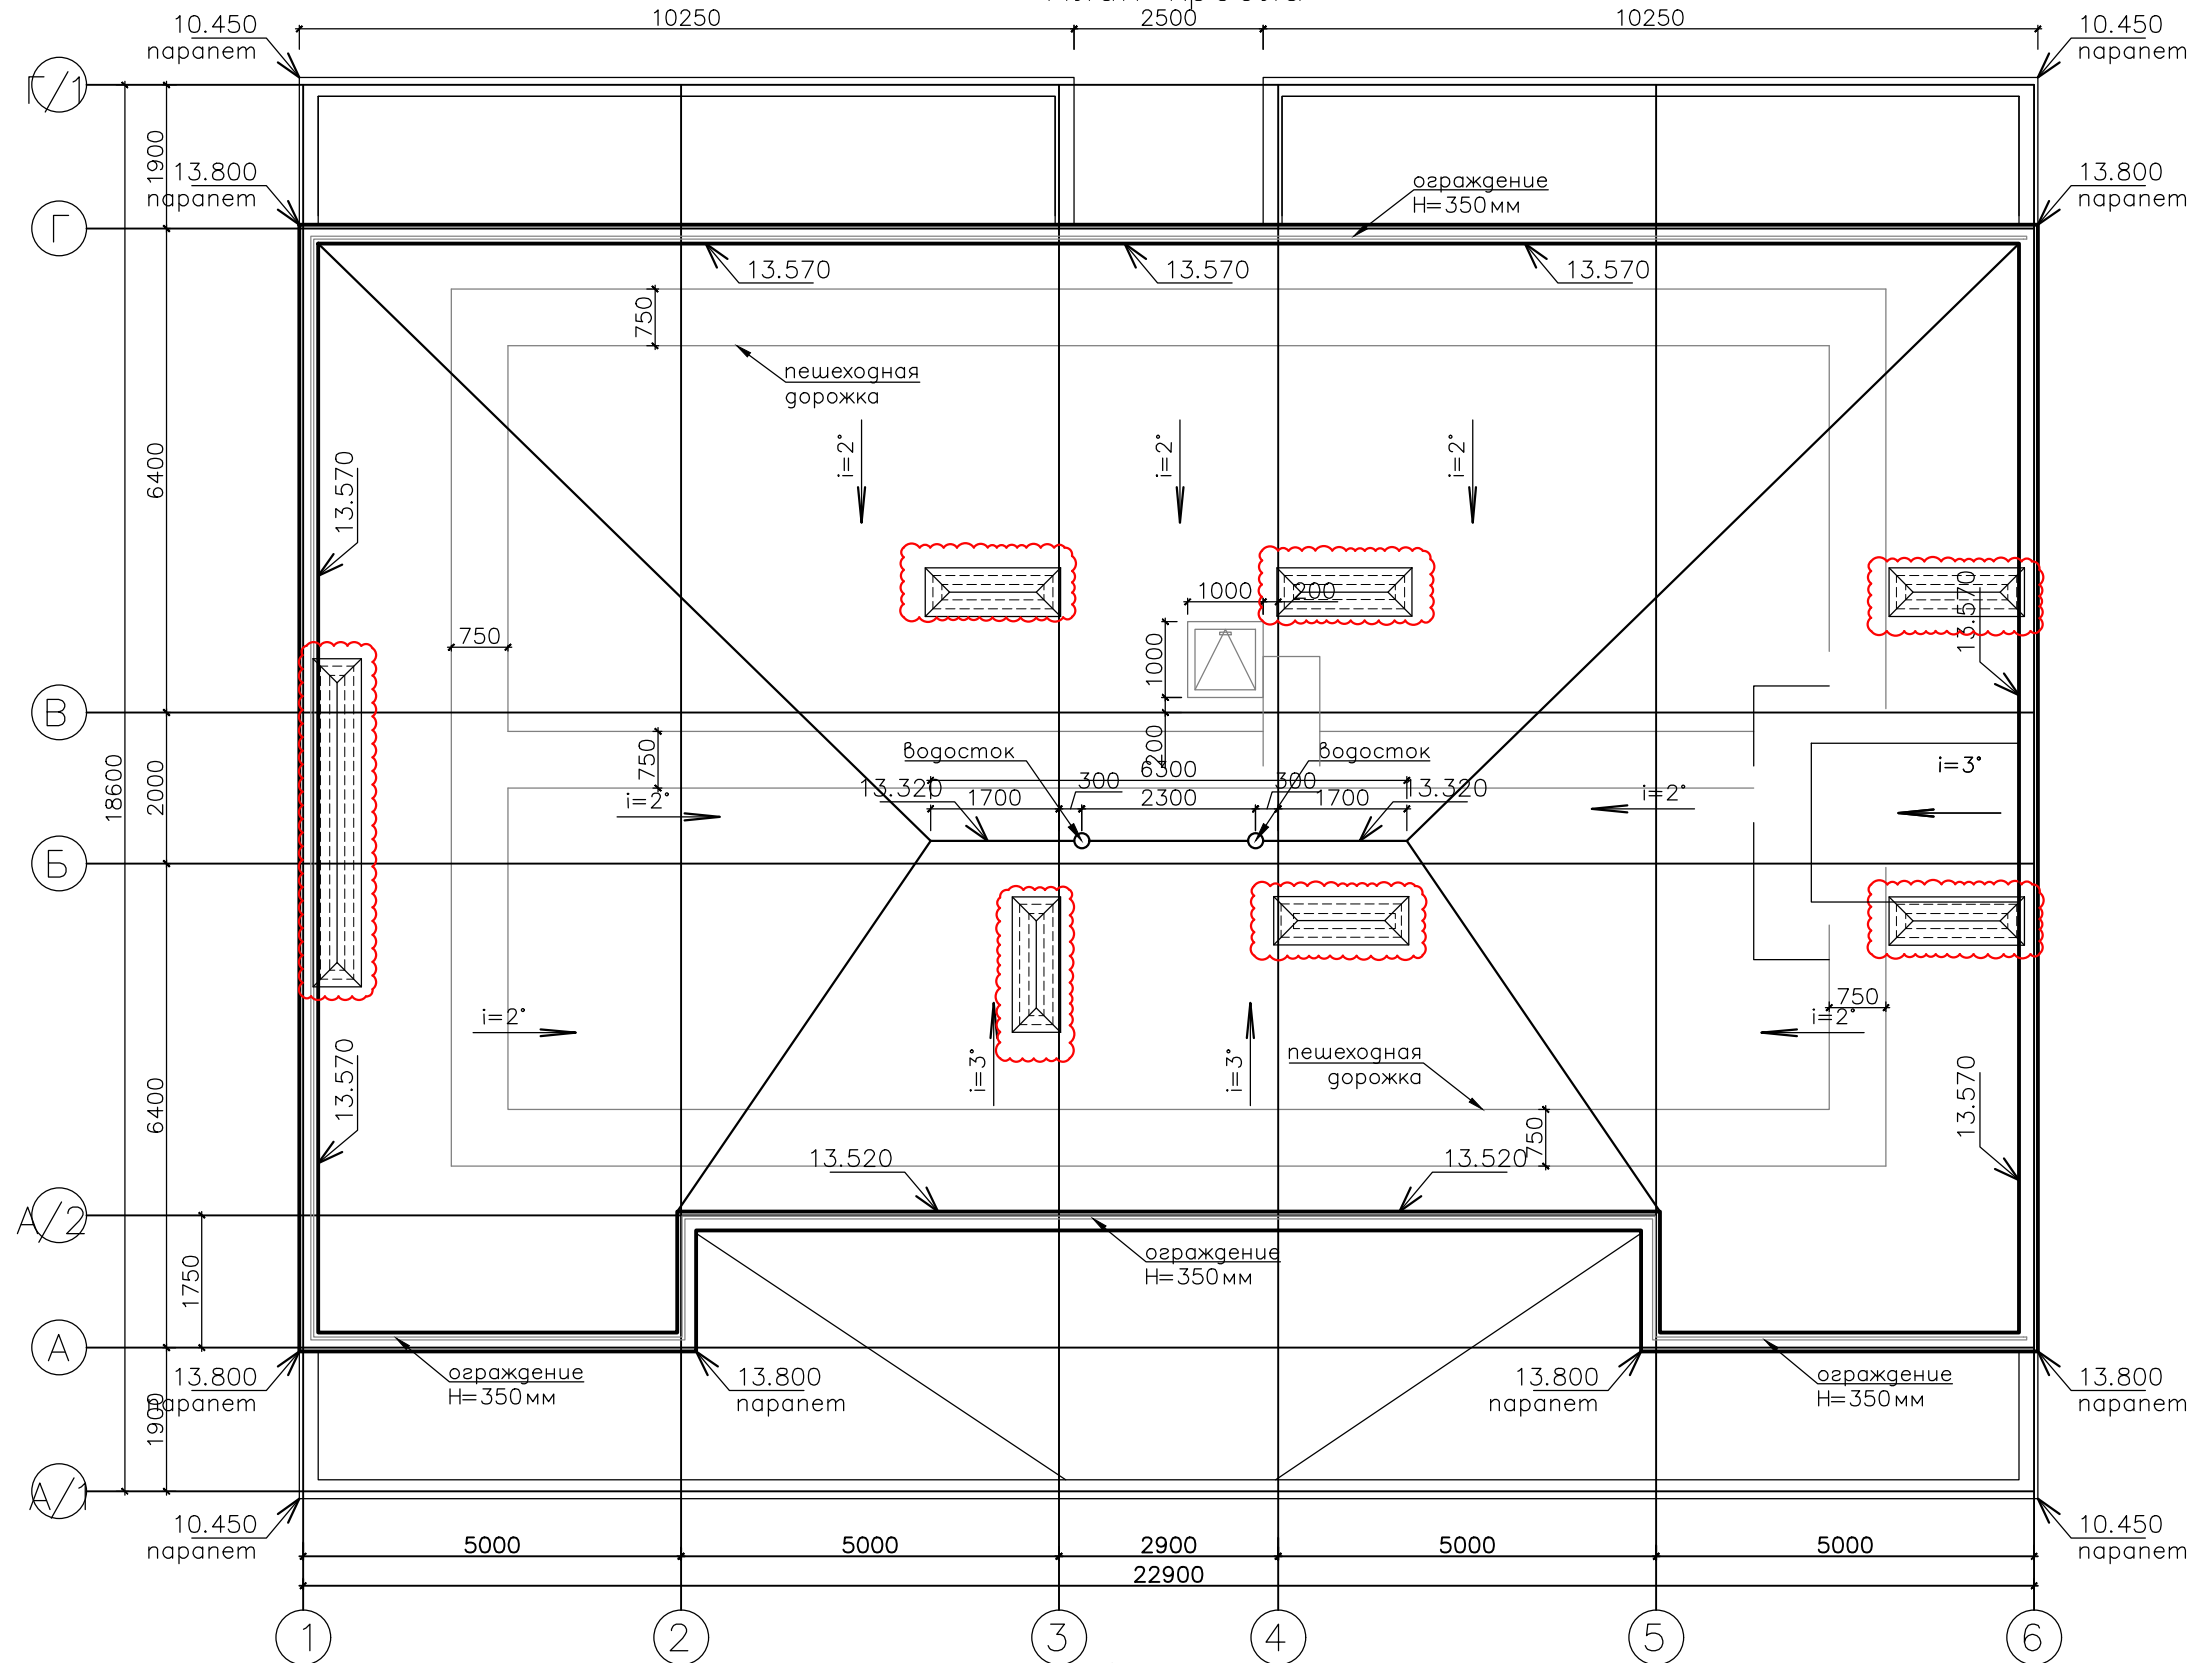 10250
2500
10250
10.450
парапет
10.450
парапет
Г/1
1900
13.800
парапет
ограждение
H=350мм
13.800
парапет
Г
13.570
13.570
13.570
750
пешеходная
дорожка
i=2°
i=2°
i=2°
6400
13.570
1000
200
13.570
750
1000
В
200
750
водосток
водосток
6300
i=3°
18600
2000
13.320
300
300
13.320
i=2°
1700
2300
1700
i=2°
Б
750
i=2°
i=2°
i=3°
i=3°
пешеходная
дорожка
6400
13.570
13.570
750
13.520
13.520
А/2
1750
ограждение
H=350мм
А
13.800
парапет
ограждение
H=350мм
13.800
парапет
13.800
парапет
ограждение
H=350мм
13.800
парапет
1900
А/1
10.450
парапет
10.450
парапет
5000
5000
2900
5000
5000
22900
1
2
3
4
5
6